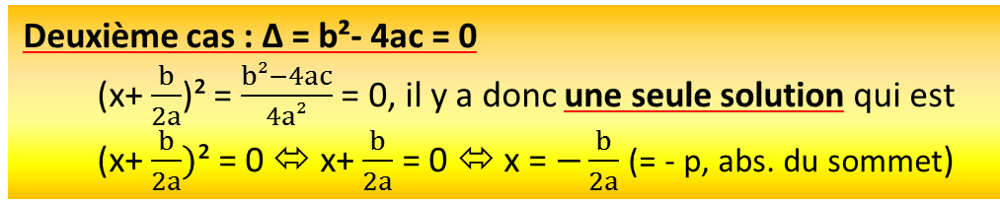 Deuxième cas : Δ = b²- 4ac = 0
(x+ b/2a)² = b²−4ac/4a² = 0, il y a donc une seule solution qui est
(x+ b/2a)² = 0 ⇔ x+ b/2a = 0 ⇔ x = − b/2a (= - p, abs. du sommet)